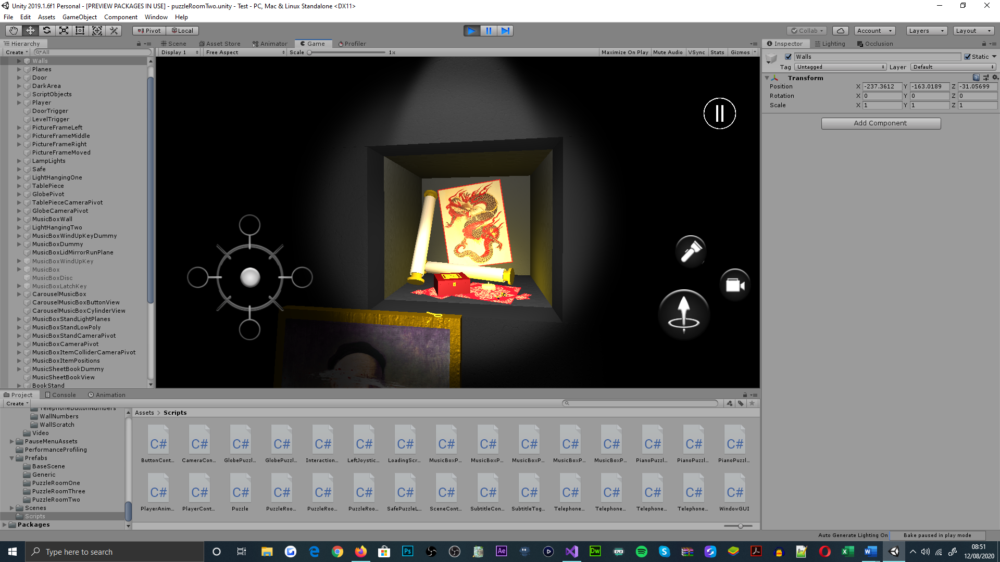 Unity 2019.1.6f1 Personal - [PREVIEW PACKAGES IN USE] - puzzleRoomTwo.unity - Test - PC, Mac & Linux Standalone <DX11>
File Edit Assets GameObject Component Window Help
Pivot Local Collab Account Layers Layout
Hierarchy Scene Asset Store Animator Game Profiler Inspector Lighting Occlusion
Create All Display 1 Free Aspect Scale 1x Maximize On Play Mute Audio VSync Stats Gizmos
Walls
Planes
Door
DarkArea
ScriptObjects
Player
DoorTrigger
LevelTrigger
PictureFrameLeft
PictureFrameMiddle
PictureFrameRight
PictureFrameMoved
LampLights
Safe
LightHangingOne
TablePiece
GlobePivot
TablePieceCameraPivot
GlobeCameraPivot
MusicBoxWall
LightHangingTwo
MusicBoxWindUpKeyDummy
MusicBoxDummy
MusicBoxLidMirrorRunPlane
MusicBoxWindUpKey
MusicBox
MusicBoxDisc
MusicBoxLatchKey
CarouselMusicBox
CarouselMusicBoxButtonView
CarouselMusicBoxCylinderView
MusicBoxStandLightPlanes
MusicBoxStandLowPoly
MusicBoxStandCameraPivot
MusicBoxCameraPivot
MusicBoxItemColliderCameraPivot
MusicBoxItemPositions
MusicSheetBookDummy
MusicSheetBookView
BookStand
Walls Static
Tag Untagged Layer Default
Transform
Position X -237.3612 Y -163.0189 Z -31.05699
Rotation X 0 Y 0 Z 0
Scale X 1 Y 1 Z 1
Add Component
Project Console Animation
Create
TelephoneButtonNumbers
WallNumbers
WallScratch
Video
PauseMenuAssets
PerformanceProfiling
Prefabs
BaseScene
Generic
PuzzleRoomOne
PuzzleRoomThree
PuzzleRoomTwo
Scenes
Scripts
Packages
Assets > Scripts
C# C# C# C# C# C# C# C# C# C# C# C# C# C# C#
ButtonCont... CameraCon... GlobePuzzl... GlobePuzzl... Interaction... LeftJoystic... LoadingScr... MusicBoxP... MusicBoxP... MusicBoxP... MusicBoxP... MusicBoxP... PianoPuzzl... PianoPuzzl... PianoPuzzl...
C# C# C# C# C# C# C# C# C# C# C# C# C# C# C#
PlayerAnim... PlayerCont... Puzzle PuzzleRoo... PuzzleRoo... PuzzleRoo... SafePuzzleL... SceneCont... SubtitleCon... SubtitleTog... Telephone... Telephone... Telephone... Telephone... WindowGUI
Auto Generate Lighting On Bake paused in play mode
Type here to search
Ps Ae Dw
08:51
12/08/2020